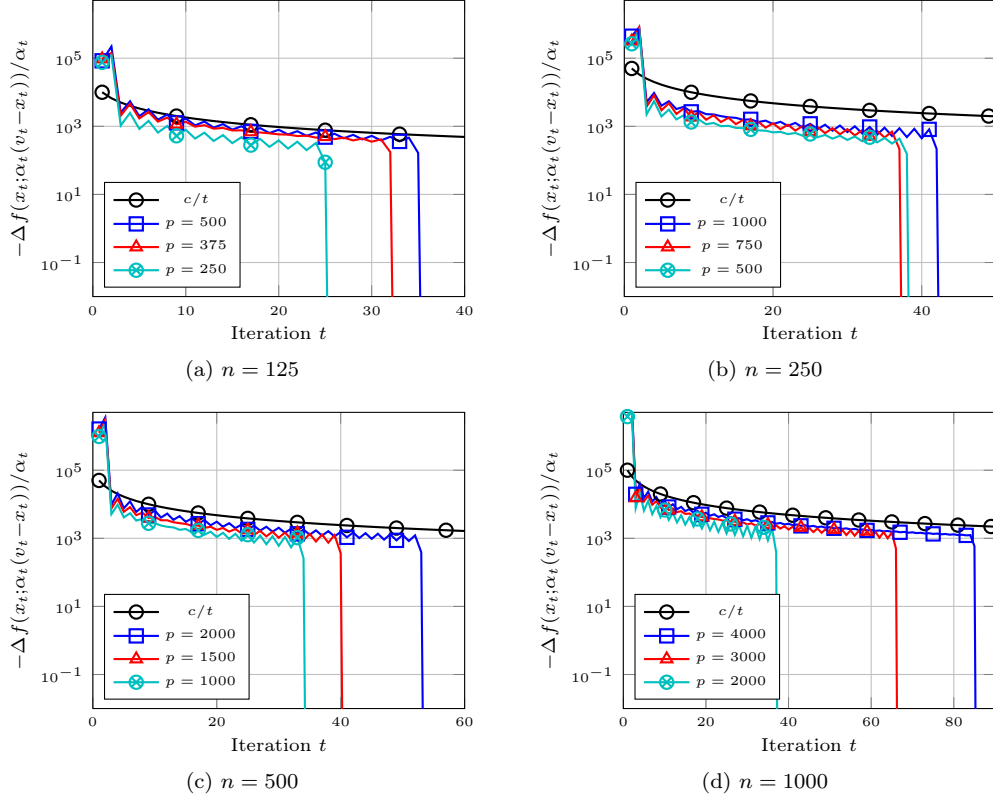 −Δf(x_t;α_t(v_t−x_t))/α_t
10^5
10^3
10^1
10^−1
c/t
p = 500
p = 375
p = 250
0 10 20 30 40
Iteration t
(a) n = 125
−Δf(x_t;α_t(v_t−x_t))/α_t
10^5
10^3
10^1
10^−1
c/t
p = 1000
p = 750
p = 500
0 20 40
Iteration t
(b) n = 250
−Δf(x_t;α_t(v_t−x_t))/α_t
10^5
10^3
10^1
10^−1
c/t
p = 2000
p = 1500
p = 1000
0 20 40 60
Iteration t
(c) n = 500
−Δf(x_t;α_t(v_t−x_t))/α_t
10^5
10^3
10^1
10^−1
c/t
p = 4000
p = 3000
p = 2000
0 20 40 60 80
Iteration t
(d) n = 1000